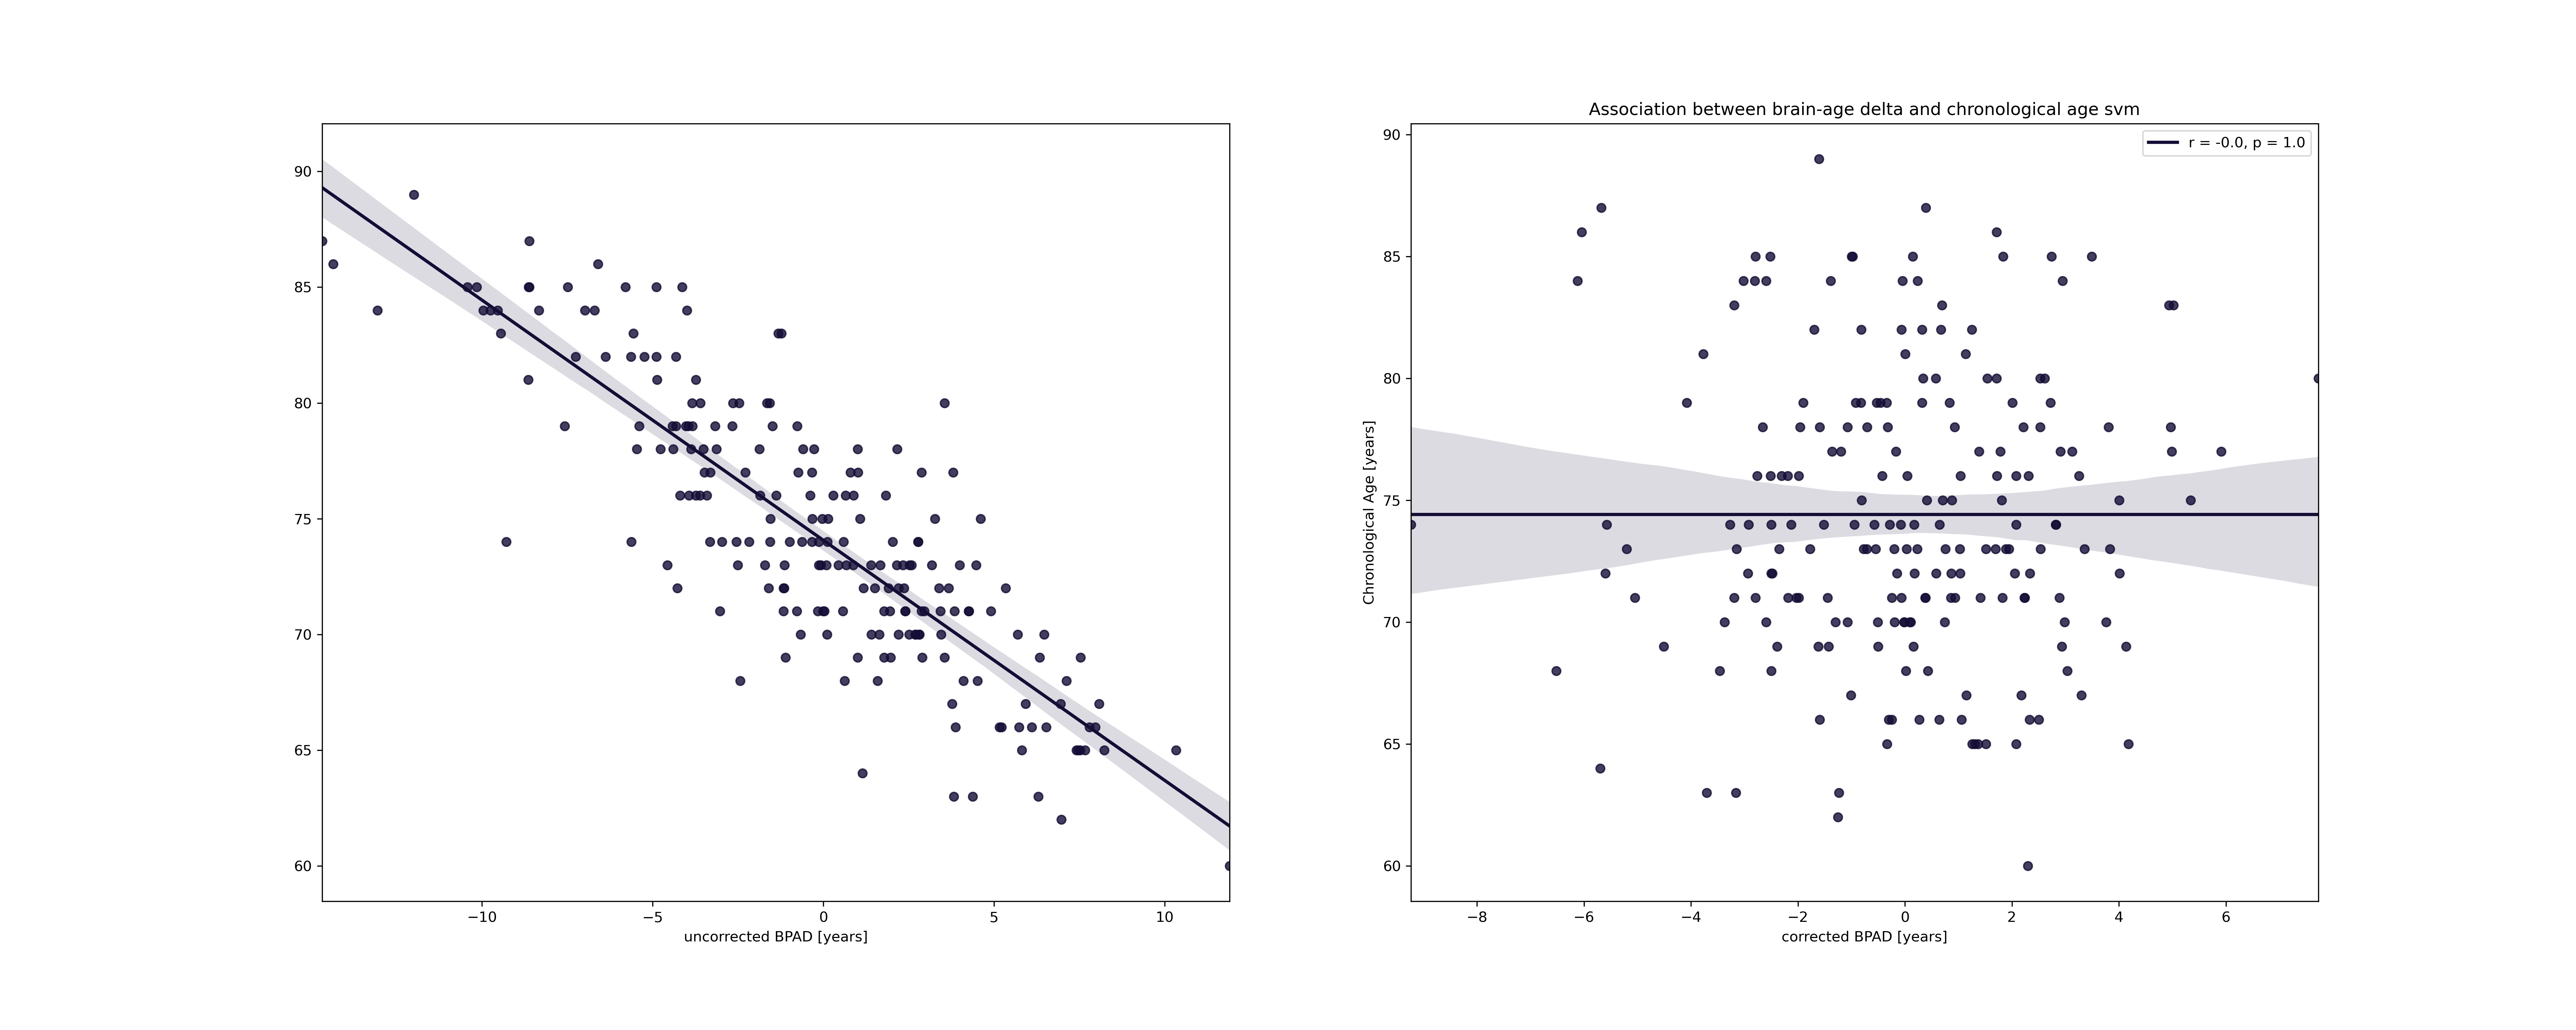 90
85
80
75
70
65
60
−10 −5 0 5 10
uncorrected BPAD [years]
Association between brain-age delta and chronological age svm
r = -0.0, p = 1.0
Chronological Age [years]
90
85
80
75
70
65
60
−8 −6 −4 −2 0 2 4 6
corrected BPAD [years]